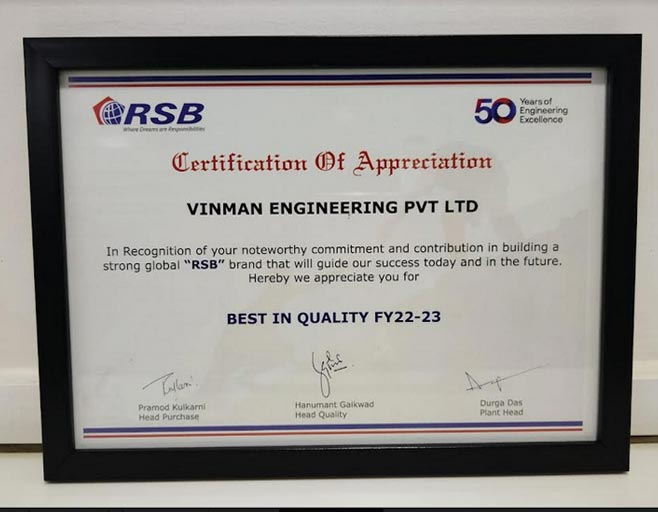 RSB
Where Dreams are Responsibilities
50 Years of
Engineering
Excellence
Certification Of Appreciation
VINMAN ENGINEERING PVT LTD
In Recognition of your noteworthy commitment and contribution in building a
strong global “RSB” brand that will guide our success today and in the future.
Hereby we appreciate you for
BEST IN QUALITY FY22-23
Pramod Kulkarni
Head Purchase
Hanumant Gaikwad
Head Quality
Durga Das
Plant Head